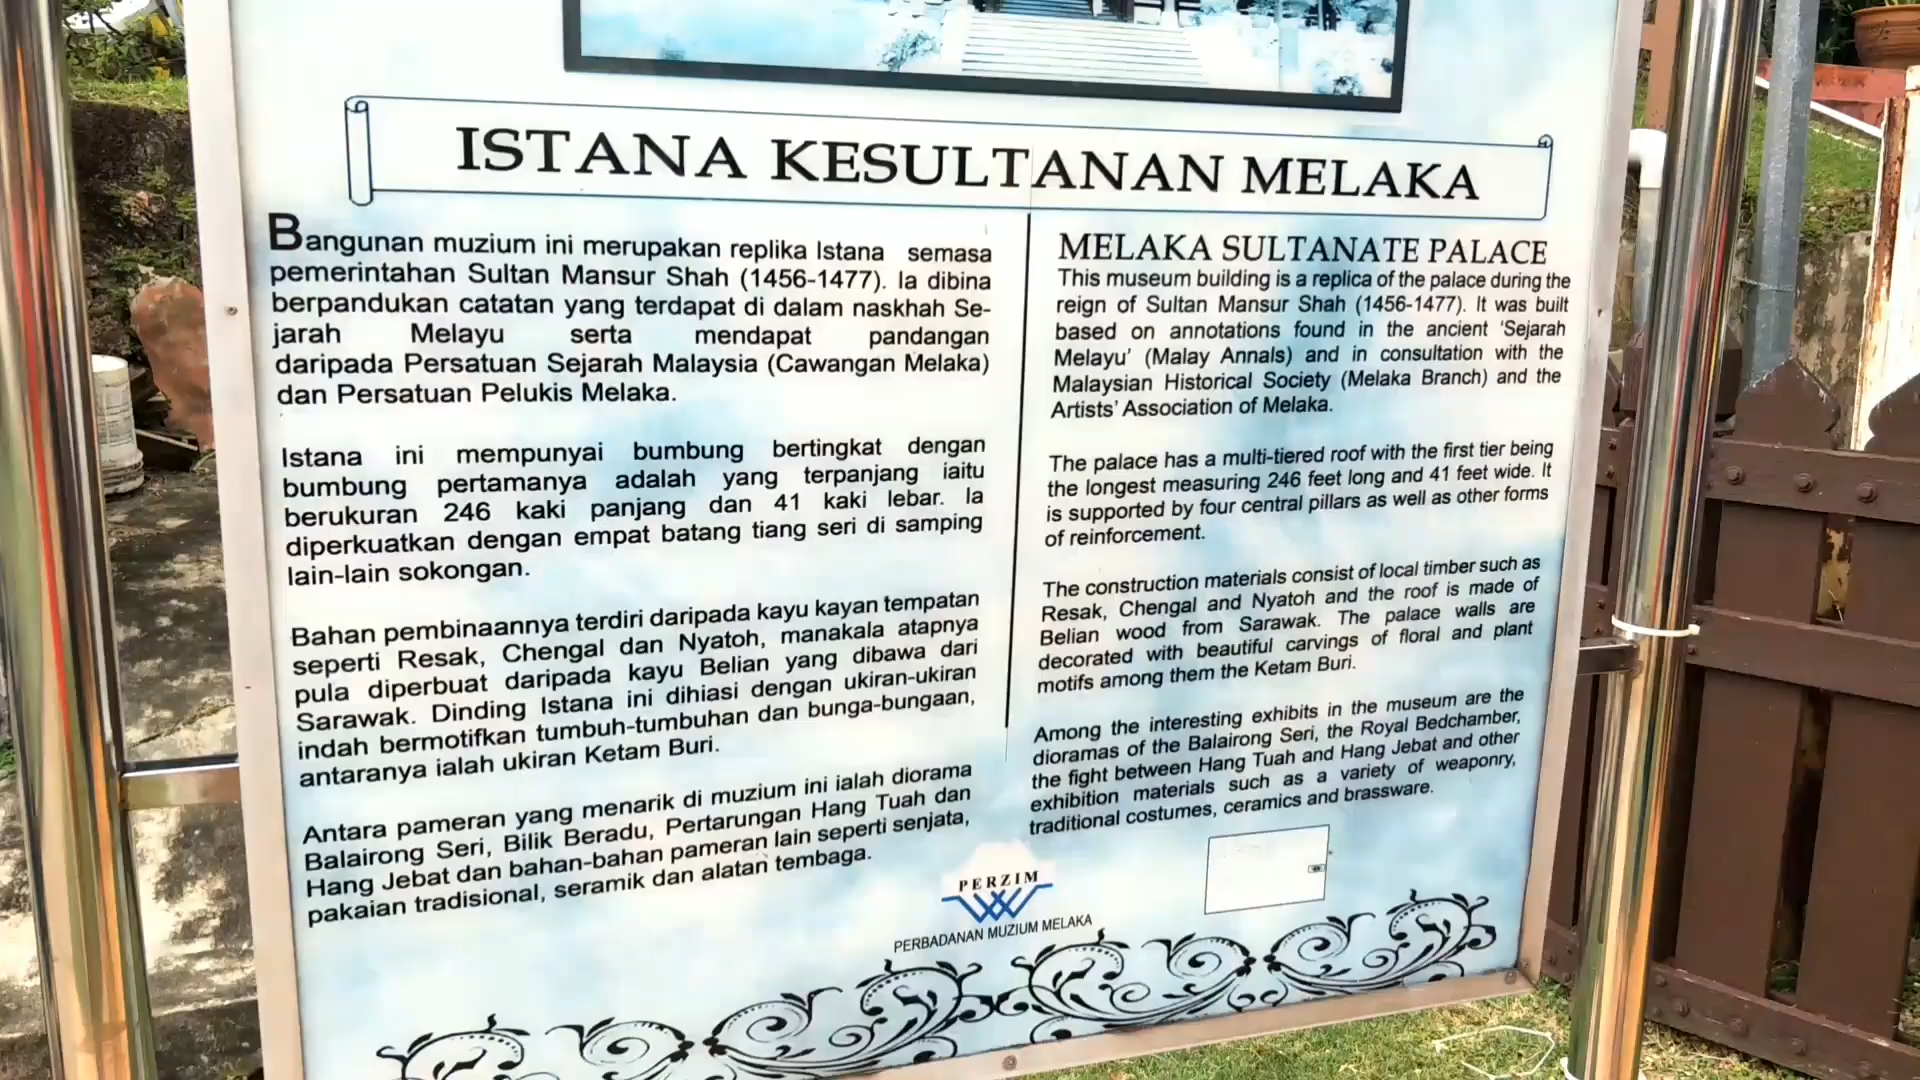 ISTANA KESULTANAN MELAKA
Bangunan muzium ini merupakan replika Istana semasa
pemerintahan Sultan Mansur Shah (1456-1477). Ia dibina
berpandukan catatan yang terdapat di dalam naskhah Se-
jarah Melayu serta mendapat pandangan
daripada Persatuan Sejarah Malaysia (Cawangan Melaka)
dan Persatuan Pelukis Melaka.
Istana ini mempunyai bumbung bertingkat dengan
bumbung pertamanya adalah yang terpanjang iaitu
berukuran 246 kaki panjang dan 41 kaki lebar. Ia
diperkuatkan dengan empat batang tiang seri di samping
lain-lain sokongan.
Bahan pembinaannya terdiri daripada kayu kayan tempatan
seperti Resak, Chengal dan Nyatoh, manakala atapnya
pula diperbuat daripada kayu Belian yang dibawa dari
Sarawak. Dinding Istana ini dihiasi dengan ukiran-ukiran
indah bermotifkan tumbuh-tumbuhan dan bunga-bungaan,
antaranya ialah ukiran Ketam Buri.
Antara pameran yang menarik di muzium ini ialah diorama
Balairong Seri, Bilik Beradu, Pertarungan Hang Tuah dan
Hang Jebat dan bahan-bahan pameran lain seperti senjata,
pakaian tradisional, seramik dan alatan tembaga.
MELAKA SULTANATE PALACE
This museum building is a replica of the palace during the
reign of Sultan Mansur Shah (1456-1477). It was built
based on annotations found in the ancient ‘Sejarah
Melayu’ (Malay Annals) and in consultation with the
Malaysian Historical Society (Melaka Branch) and the
Artists’ Association of Melaka.
The palace has a multi-tiered roof with the first tier being
the longest measuring 246 feet long and 41 feet wide. It
is supported by four central pillars as well as other forms
of reinforcement.
The construction materials consist of local timber such as
Resak, Chengal and Nyatoh and the roof is made of
Belian wood from Sarawak. The palace walls are
decorated with beautiful carvings of floral and plant
motifs among them the Ketam Buri.
Among the interesting exhibits in the museum are the
dioramas of the Balairong Seri, the Royal Bedchamber,
the fight between Hang Tuah and Hang Jebat and other
exhibition materials such as a variety of weaponry,
traditional costumes, ceramics and brassware.
PERZIM
PERBADANAN MUZIUM MELAKA